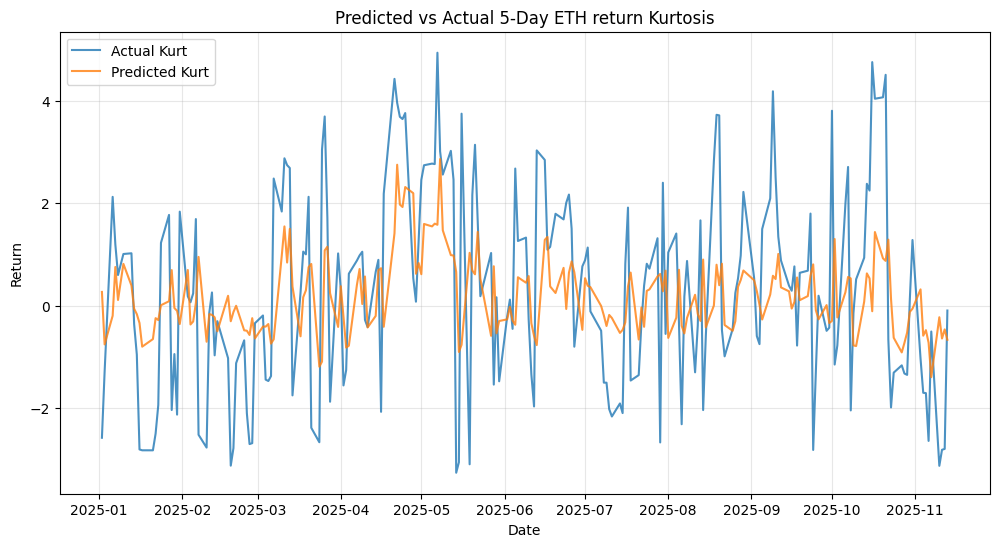 Predicted vs Actual 5-Day ETH return Kurtosis
Actual Kurt
Predicted Kurt
Return
4
2
0
−2
2025-01 2025-02 2025-03 2025-04 2025-05 2025-06 2025-07 2025-08 2025-09 2025-10 2025-11
Date